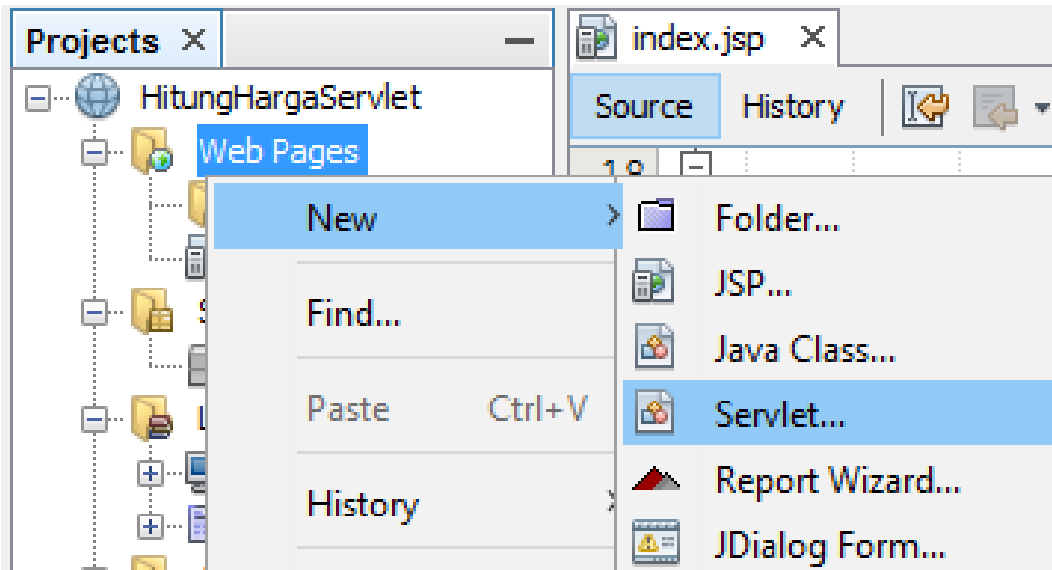 Projects
index.jsp
HitungHargaServlet
Source History
Web Pages
18
New
Folder...
JSP...
Find...
Java Class...
Paste Ctrl+V
Servlet...
Report Wizard...
History
JDialog Form...